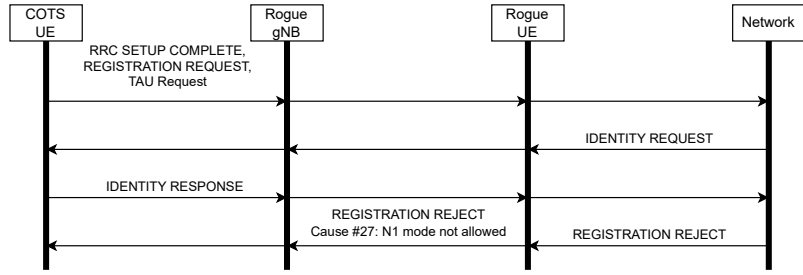 COTS
UE
Rogue
gNB
Rogue
UE
Network
RRC SETUP COMPLETE,
REGISTRATION REQUEST,
TAU Request
IDENTITY REQUEST
IDENTITY RESPONSE
REGISTRATION REJECT
Cause #27: N1 mode not allowed
REGISTRATION REJECT